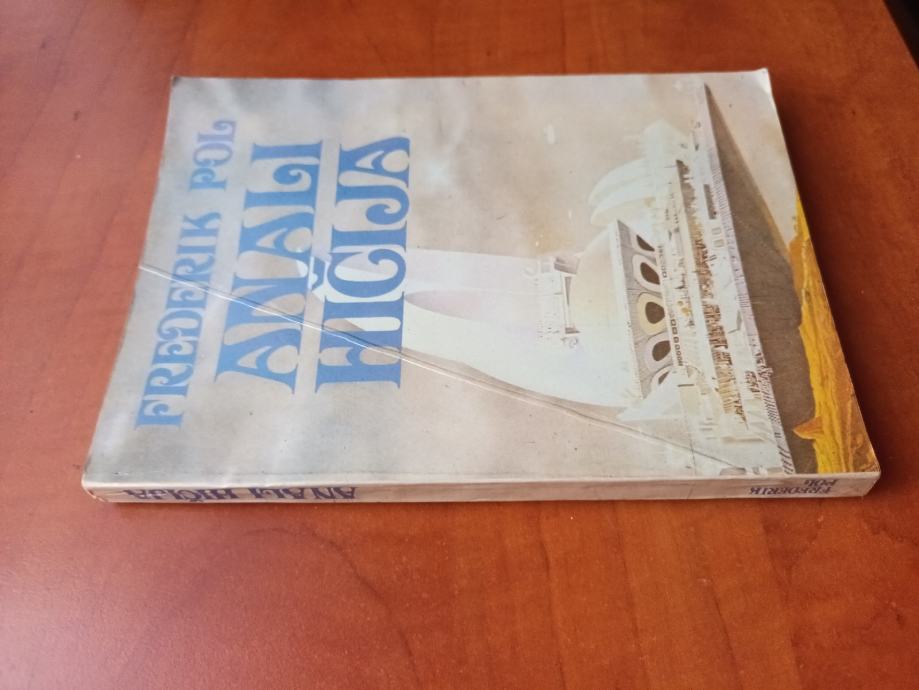 FREDERIK POL
ANALI
HIČIJA
ANALI HIČIJA
FREDERIK
POL